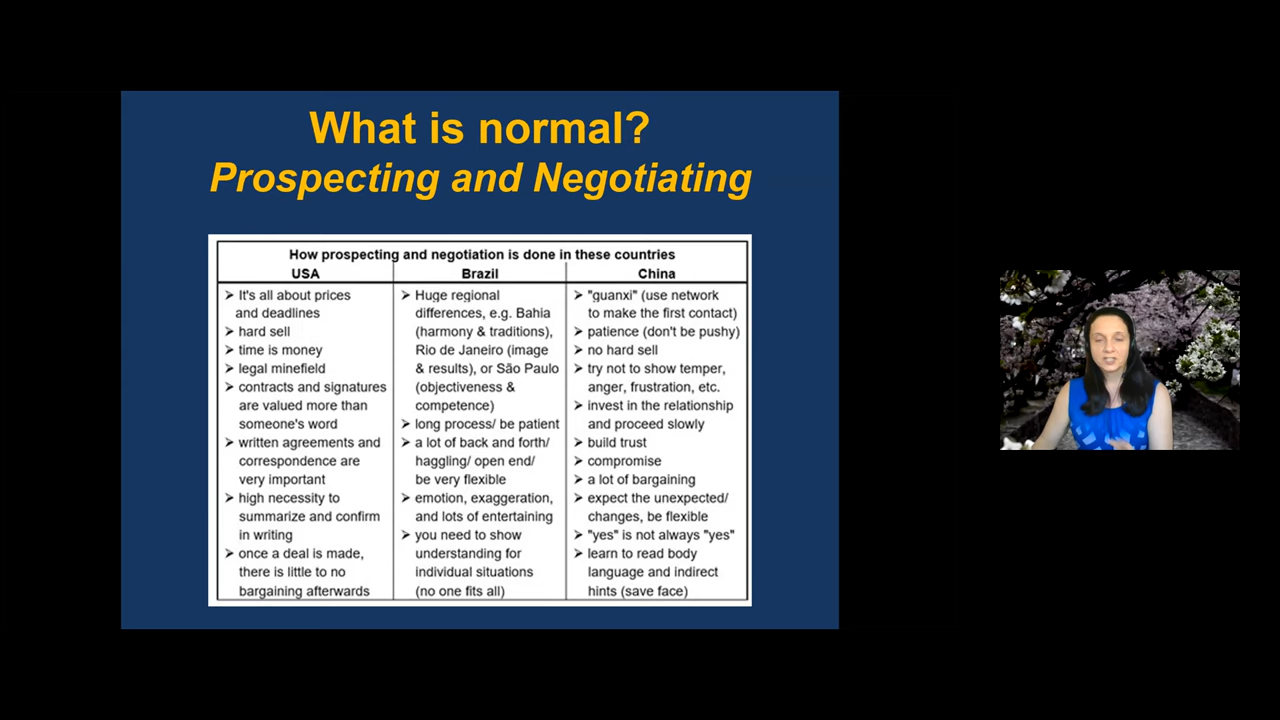 What is normal?
Prospecting and Negotiating
How prospecting and negotiation is done in these countries
USA
➤ It's all about prices
and deadlines
➤ hard sell
➤ time is money
➤ legal minefield
➤ contracts and signatures
are valued more than
someone's word
➤ written agreements and
correspondence are
very important
➤ high necessity to
summarize and confirm
in writing
➤ once a deal is made,
there is little to no
bargaining afterwards
Brazil
➤ Huge regional
differences, e.g. Bahia
(harmony & traditions),
Rio de Janeiro (image
& results), or São Paulo
(objectiveness &
competence)
➤ long process/ be patient
➤ a lot of back and forth/
haggling/ open end/
be very flexible
➤ emotion, exaggeration,
and lots of entertaining
➤ you need to show
understanding for
individual situations
(no one fits all)
China
➤ "guanxi" (use network
to make the first contact)
➤ patience (don't be pushy)
➤ no hard sell
➤ try not to show temper,
anger, frustration, etc.
➤ invest in the relationship
and proceed slowly
➤ build trust
➤ compromise
➤ a lot of bargaining
➤ expect the unexpected/
changes, be flexible
➤ "yes" is not always "yes"
➤ learn to read body
language and indirect
hints (save face)